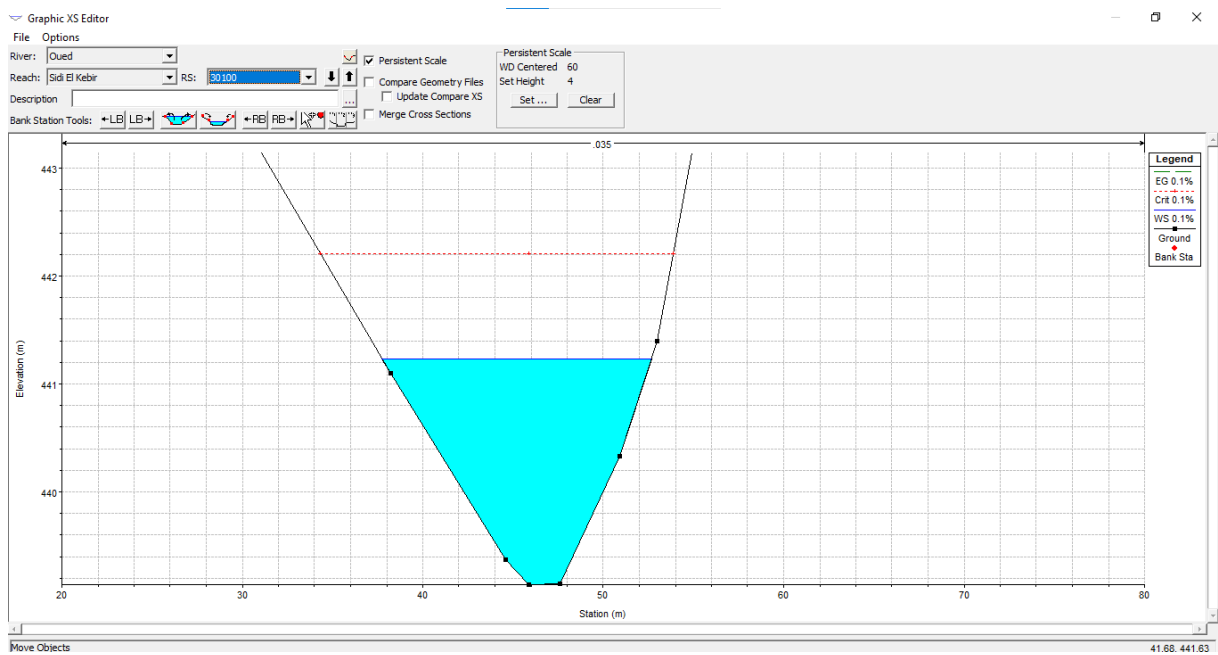 Graphic XS Editor
File Options
River: Oued
Reach: Sidi El Kebir RS: 30100
Description ...
Bank Station Tools: LB LB RB RB
Persistent Scale
Compare Geometry Files
Update Compare XS
Merge Cross Sections
Persistent Scale
WD Centered 60
Set Height 4
Set ... Clear
.035
443
442
441
440
Elevation (m)
20 30 40 50 60 70 80
Station (m)
Legend
EG 0.1%
Crit 0.1%
WS 0.1%
Ground
Bank Sta
Move Objects 41.68, 441.63